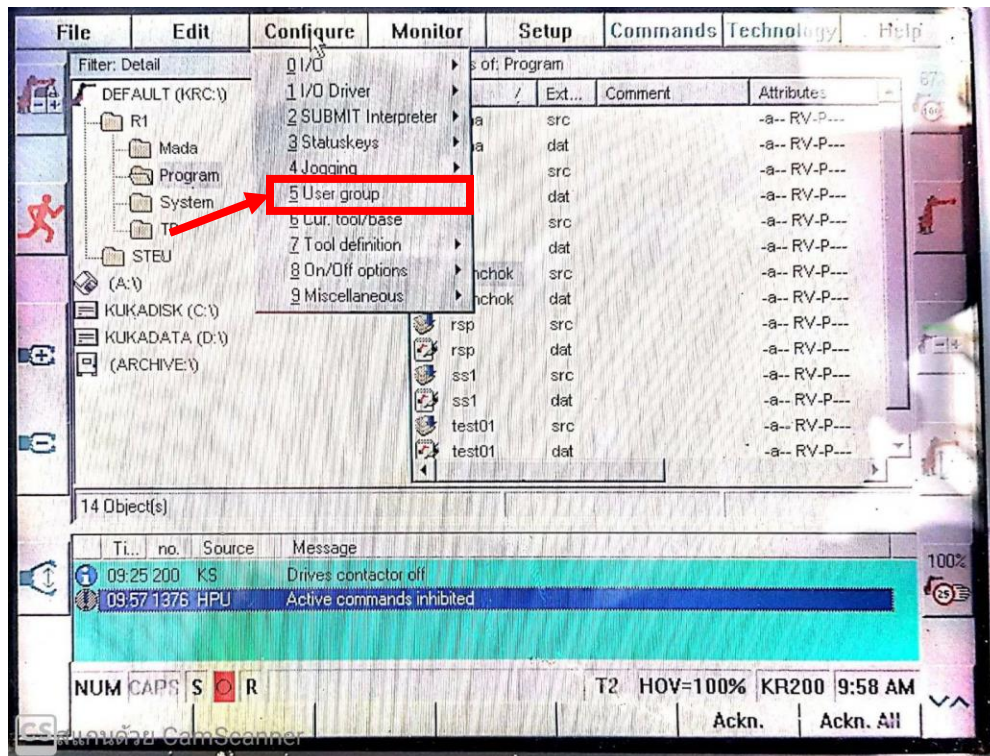 File Edit Configure Monitor Setup Commands Technology Help
Filter: Detail
s of: Program
DEFAULT (KRC:\)
R1
Mada
Program
System
STEU
(A:\)
KUKADISK (C:\)
KUKADATA (D:\)
(ARCHIVE:\)
0 I/O
1 I/O Driver
2 SUBMIT Interpreter
3 Statuskeys
4 Jogging
5 User group
6 Cur. tool/base
7 Tool definition
8 On/Off options
9 Miscellaneous
/ Ext... Comment Attributes
a src -a-- RV-P---
a dat -a-- RV-P---
src -a-- RV-P---
dat -a-- RV-P---
src -a-- RV-P---
dat -a-- RV-P---
nchok src -a-- RV-P---
nchok dat -a-- RV-P---
rsp src -a-- RV-P---
rsp dat -a-- RV-P---
ss1 src -a-- RV-P---
ss1 dat -a-- RV-P---
test01 src -a-- RV-P---
test01 dat -a-- RV-P---
14 Object(s)
Ti... no. Source Message
09:25 200 KS Drives contactor off
09:57 1376 HPU Active commands inhibited
100%
25
NUM CAPS S O R T2 HOV=100% KR200 9:58 AM
Ackn. Ackn. All
CS สแกนด้วย CamScanner